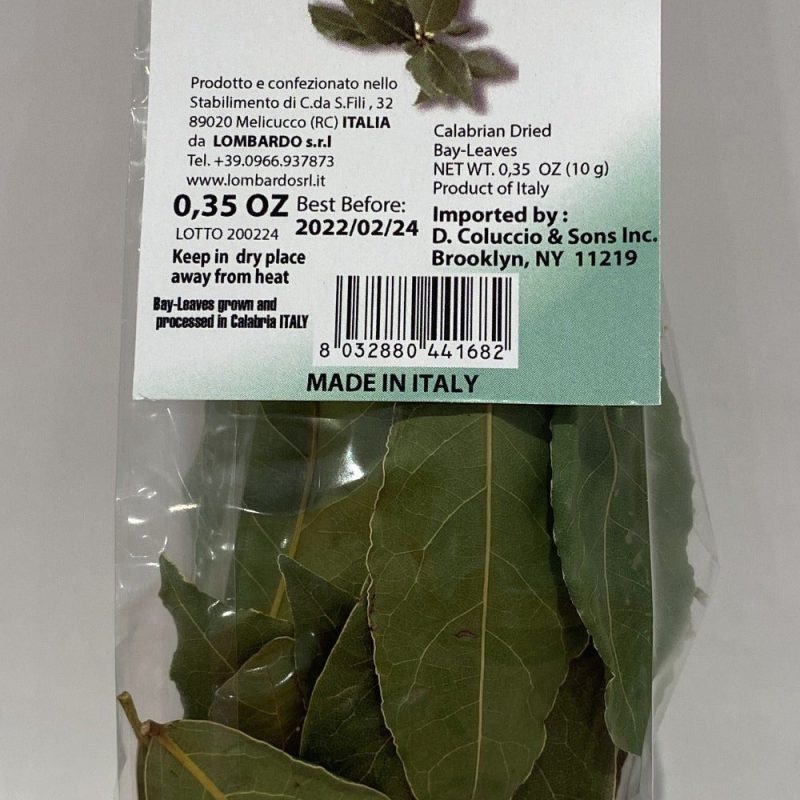 Prodotto e confezionato nello
Stabilimento di C.da S.Fili , 32
89020 Melicucco (RC) ITALIA
da LOMBARDO s.r.l
Tel. +39.0966.937873
www.lombardosrl.it
0,35 OZ Best Before:
LOTTO 200224 2022/02/24
Keep in dry place
away from heat
Bay-Leaves grown and
processed in Calabria ITALY
Calabrian Dried
Bay-Leaves
NET WT. 0,35 OZ (10 g)
Product of Italy
Imported by :
D. Coluccio & Sons Inc.
Brooklyn, NY 11219
8 032880 441682
MADE IN ITALY